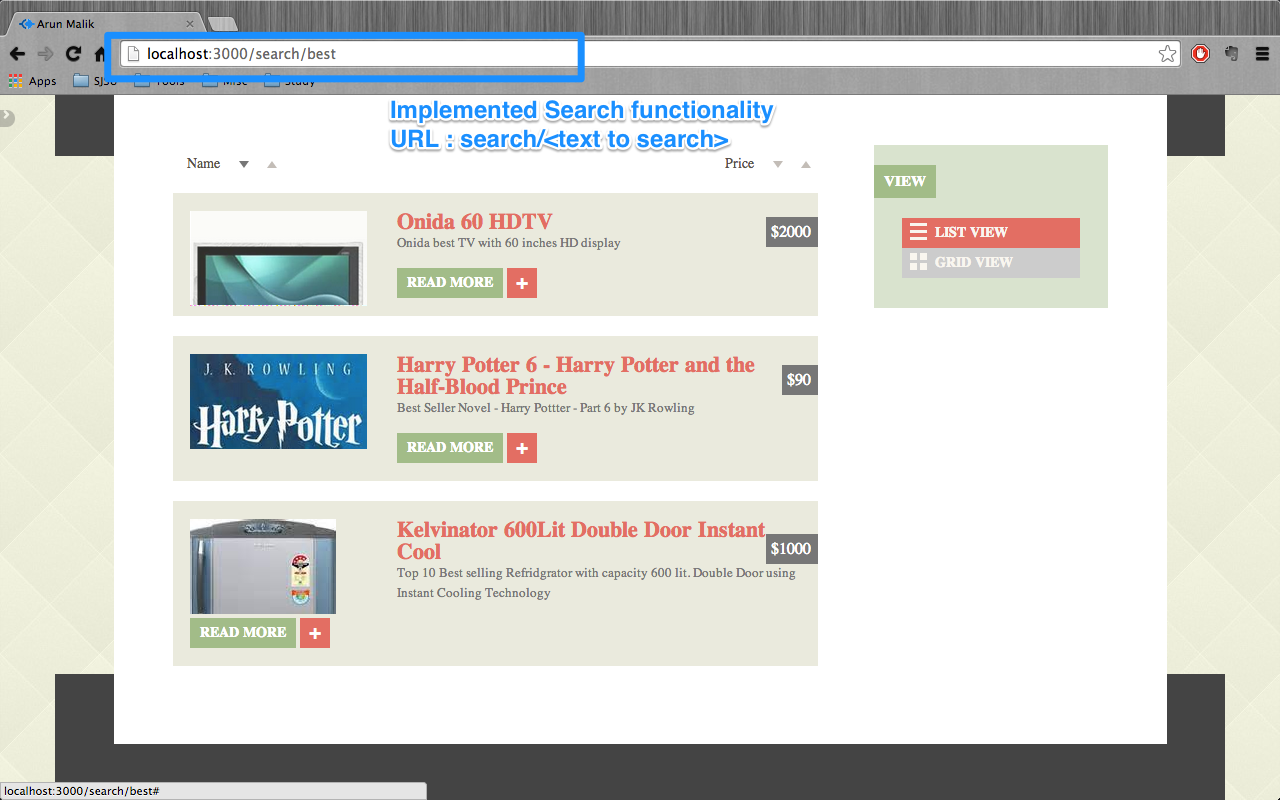 Arun Malik
localhost:3000/search/best
Apps SJSU Tools Misc Study
Implemented Search functionality
URL : search/<text to search>
Name
Price
VIEW
LIST VIEW
GRID VIEW
Onida 60 HDTV
$2000
Onida best TV with 60 inches HD display
READ MORE +
J. K. ROWLING
Harry Potter
Harry Potter 6 - Harry Potter and the
Half-Blood Prince
$90
Best Seller Novel - Harry Pottter - Part 6 by JK Rowling
READ MORE +
Kelvinator 600Lit Double Door Instant
Cool
$1000
Top 10 Best selling Refridgrator with capacity 600 lit. Double Door using
Instant Cooling Technology
READ MORE +
localhost:3000/search/best#